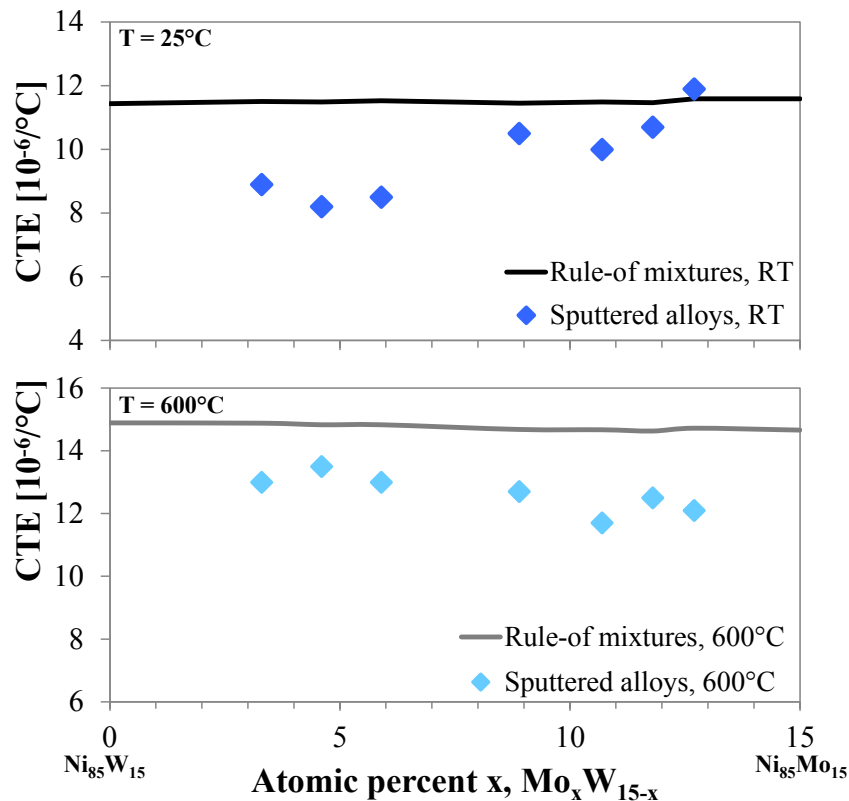 14
T = 25°C
12
10
8
6
4
CTE [10⁻⁶/°C]
Rule-of mixtures, RT
Sputtered alloys, RT
16
T = 600°C
14
12
10
8
6
CTE [10⁻⁶/°C]
Rule-of mixtures, 600°C
Sputtered alloys, 600°C
0 5 10 15
Ni₈₅W₁₅ Ni₈₅Mo₁₅
Atomic percent x, MoₓW₁₅₋ₓ